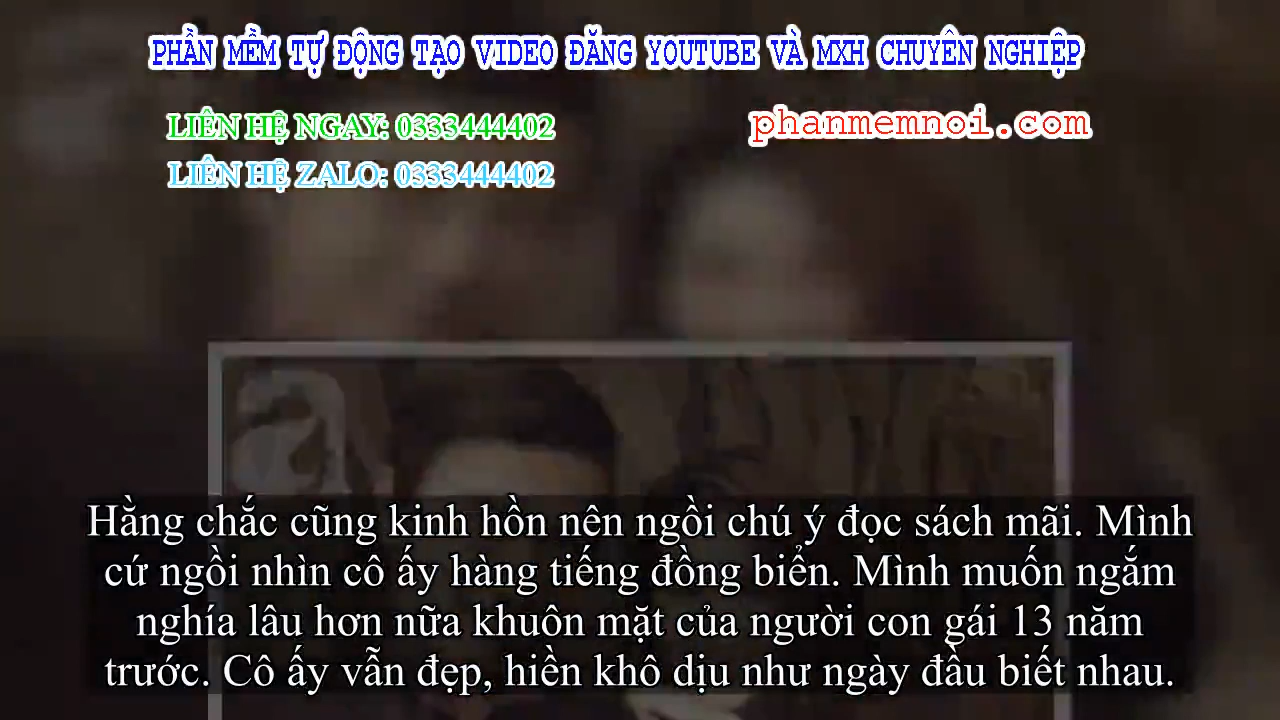 PHẦN MỀM TỰ ĐỘNG TẠO VIDEO ĐĂNG YOUTUBE VÀ MXH CHUYÊN NGHIỆP
LIÊN HỆ NGAY: 0333444402
phanmemnoi.com
LIÊN HỆ ZALO: 0333444402
Hằng chắc cũng kinh hồn nên ngồi chú ý đọc sách mãi. Mình
cứ ngồi nhìn cô ấy hàng tiếng đồng biển. Mình muốn ngắm
nghía lâu hơn nữa khuôn mặt của người con gái 13 năm
trước. Cô ấy vẫn đẹp, hiền khô dịu như ngày đầu biết nhau.